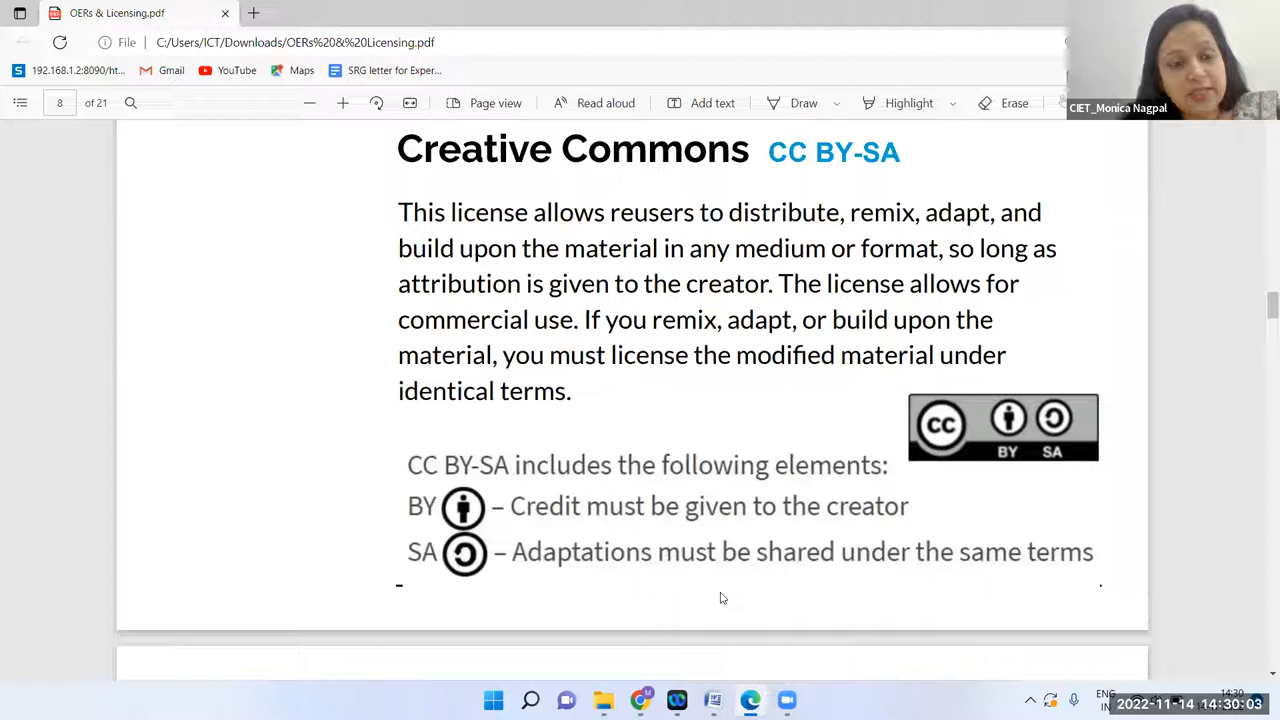 OERs & Licensing.pdf
File C:/Users/ICT/Downloads/OERs%20&%20Licensing.pdf
192.168.1.2:8090/ht... Gmail YouTube Maps SRG letter for Exper...
8 of 21 Page view Read aloud Add text Draw Highlight Erase
CIET_Monica Nagpal
Creative Commons CC BY-SA
This license allows reusers to distribute, remix, adapt, and
build upon the material in any medium or format, so long as
attribution is given to the creator. The license allows for
commercial use. If you remix, adapt, or build upon the
material, you must license the modified material under
identical terms.
CC BY SA
CC BY-SA includes the following elements:
BY – Credit must be given to the creator
SA – Adaptations must be shared under the same terms
ENG
IN
14:30
2022-11-14 14:30:03